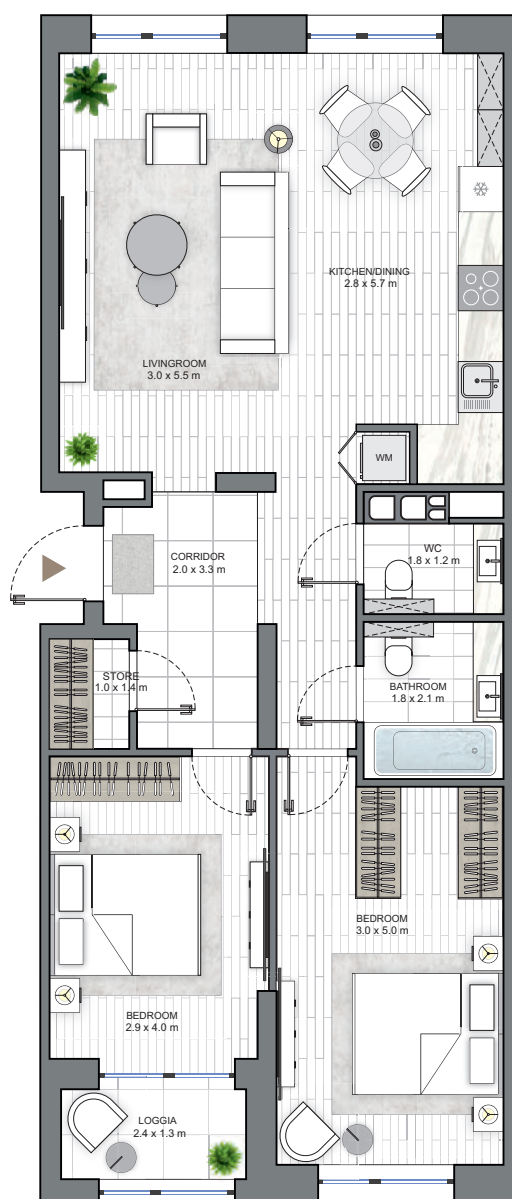 KITCHEN/DINING
2.8 x 5.7 m
LIVINGROOM
3.0 x 5.5 m
WM
CORRIDOR
2.0 x 3.3 m
WC
1.8 x 1.2 m
STORE
1.0 x 1.4 m
BATHROOM
1.8 x 2.1 m
BEDROOM
3.0 x 5.0 m
BEDROOM
2.9 x 4.0 m
LOGGIA
2.4 x 1.3 m